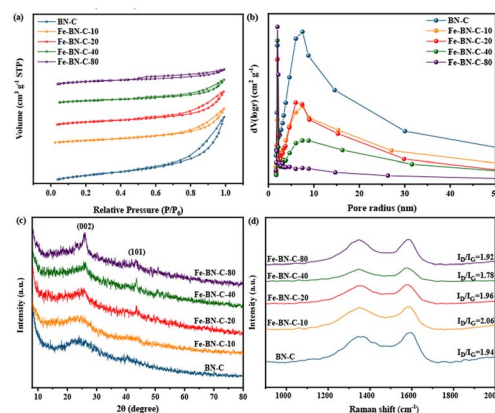 (a)
Volume (cm³ g⁻¹ STP)
BN-C
Fe-BN-C-10
Fe-BN-C-20
Fe-BN-C-40
Fe-BN-C-80
0.0 0.2 0.4 0.6 0.8 1.0
Relative Pressure (P/P₀)
(b)
dV(logr) (cm² g⁻¹)
BN-C
Fe-BN-C-10
Fe-BN-C-20
Fe-BN-C-40
Fe-BN-C-80
0 10 20 30 40 50
Pore radius (nm)
(c)
Intensity (a.u.)
(002)
(101)
Fe-BN-C-80
Fe-BN-C-40
Fe-BN-C-20
Fe-BN-C-10
BN-C
10 20 30 40 50 60 70 80
2θ (degree)
(d)
Intensity (a.u.)
Fe-BN-C-80 I_D/I_G=1.92
Fe-BN-C-40 I_D/I_G=1.78
Fe-BN-C-20 I_D/I_G=1.96
Fe-BN-C-10 I_D/I_G=2.06
BN-C I_D/I_G=1.94
1000 1200 1400 1600 1800
Raman shift (cm⁻¹)